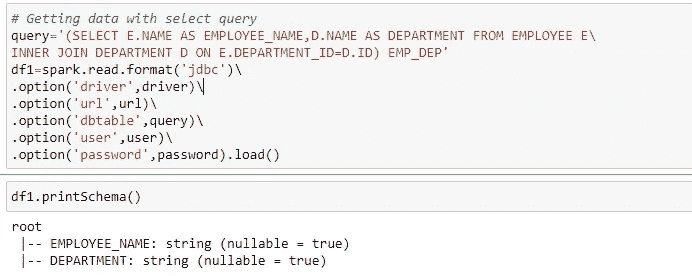 # Getting data with select query
query='(SELECT E.NAME AS EMPLOYEE_NAME,D.NAME AS DEPARTMENT FROM EMPLOYEE E\
INNER JOIN DEPARTMENT D ON E.DEPARTMENT_ID=D.ID) EMP_DEP'
df1=spark.read.format('jdbc')\
.option('driver',driver)\
.option('url',url)\
.option('dbtable',query)\
.option('user',user)\
.option('password',password).load()
df1.printSchema()
root
 |-- EMPLOYEE_NAME: string (nullable = true)
 |-- DEPARTMENT: string (nullable = true)